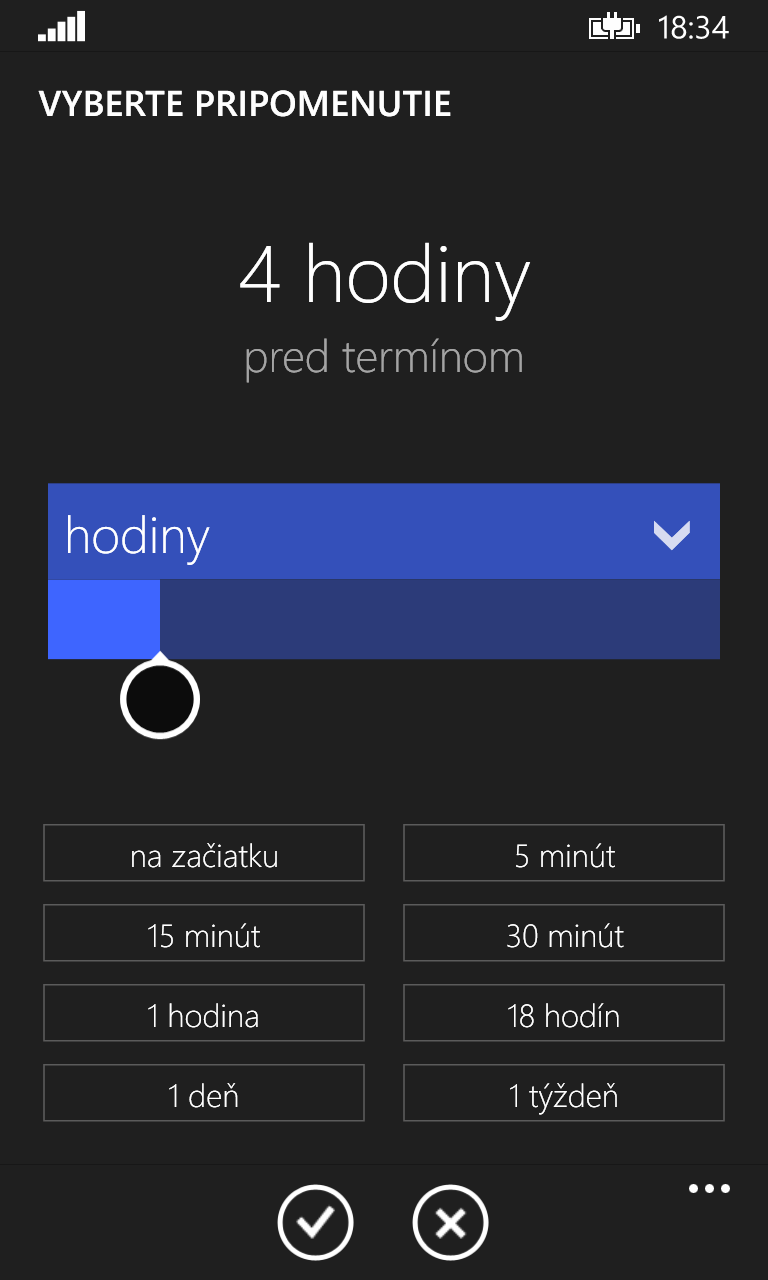 18:34
VYBERTE PRIPOMENUTIE
4 hodiny
pred termínom
hodiny
na začiatku
5 minút
15 minút
30 minút
1 hodina
18 hodín
1 deň
1 týždeň